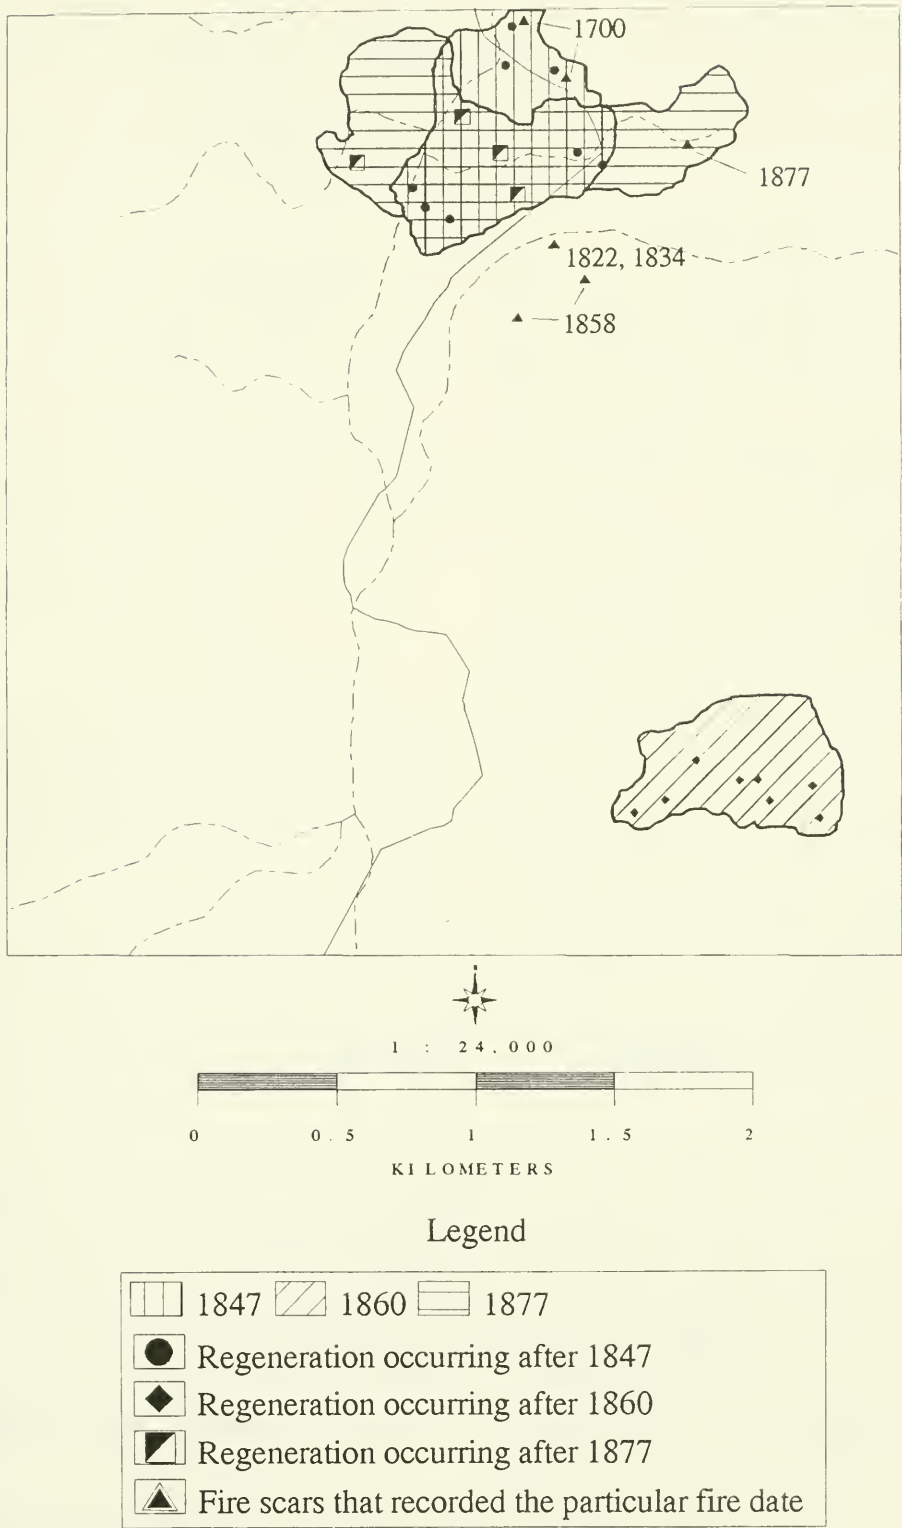 1700
1877
1822, 1834
1858
1 : 24,000
0 0.5 1 1.5 2
KILOMETERS
Legend
1847 1860 1877
Regeneration occurring after 1847
Regeneration occurring after 1860
Regeneration occurring after 1877
Fire scars that recorded the particular fire date